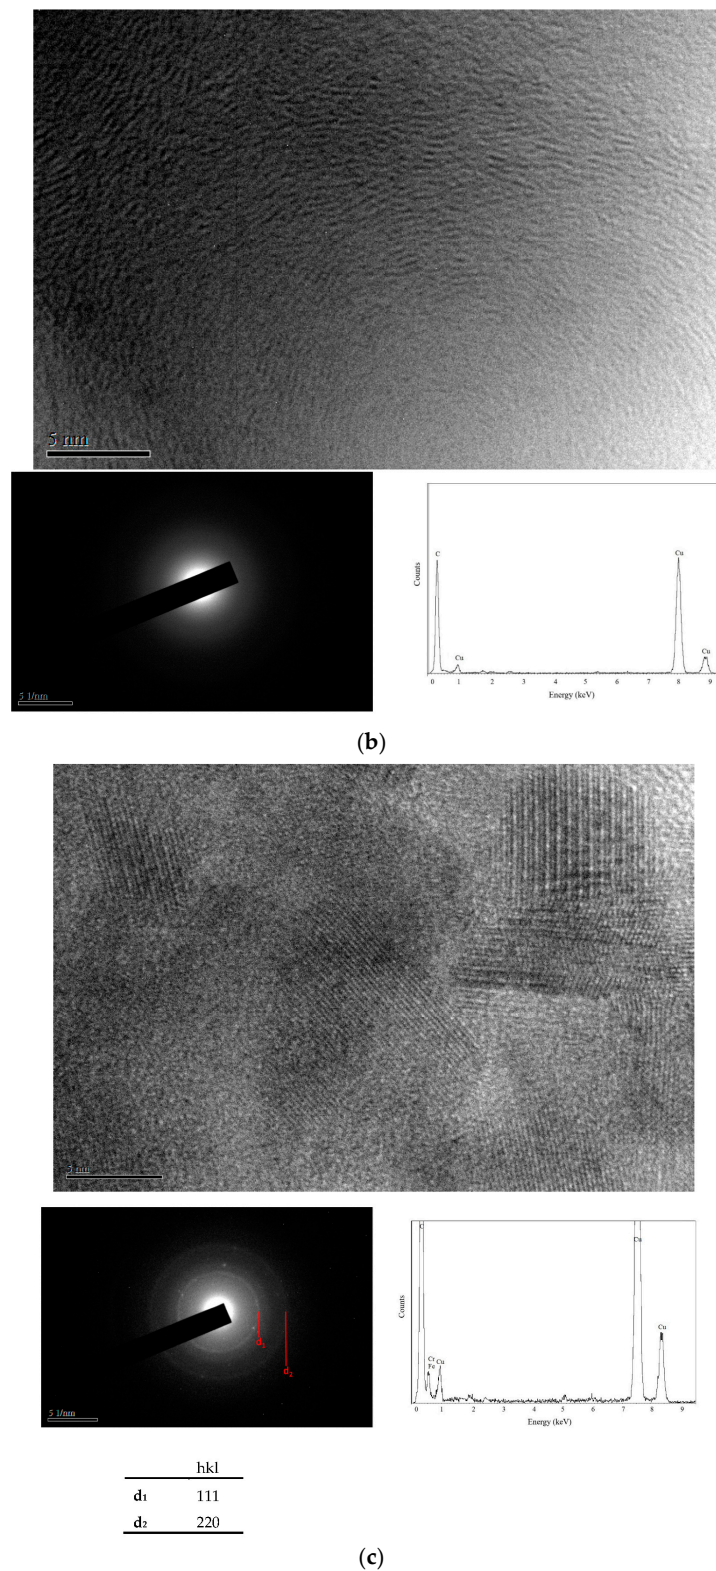 5 nm
5 1/nm
Counts
C
Cu
Cu
Cu
0 1 2 3 4 5 6 7 8 9
Energy (keV)
(b)
5 nm
d1
d2
5 1/nm
Counts
C
Cr
Fe
Cu
Cu
Cu
0 1 2 3 4 5 6 7 8 9
Energy (keV)
hkl
d1 111
d2 220
(c)